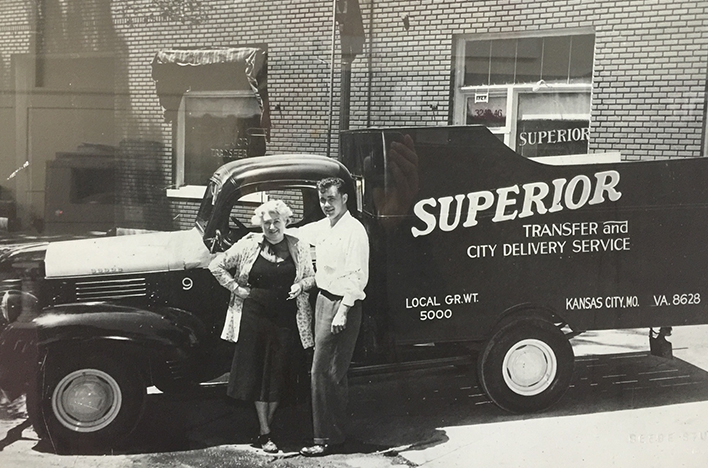 SUPERIOR
SUPERIOR
TRANSFER and
CITY DELIVERY SERVICE
LOCAL GR.WT.
5000
KANSAS CITY, MO. VA. 8628
9